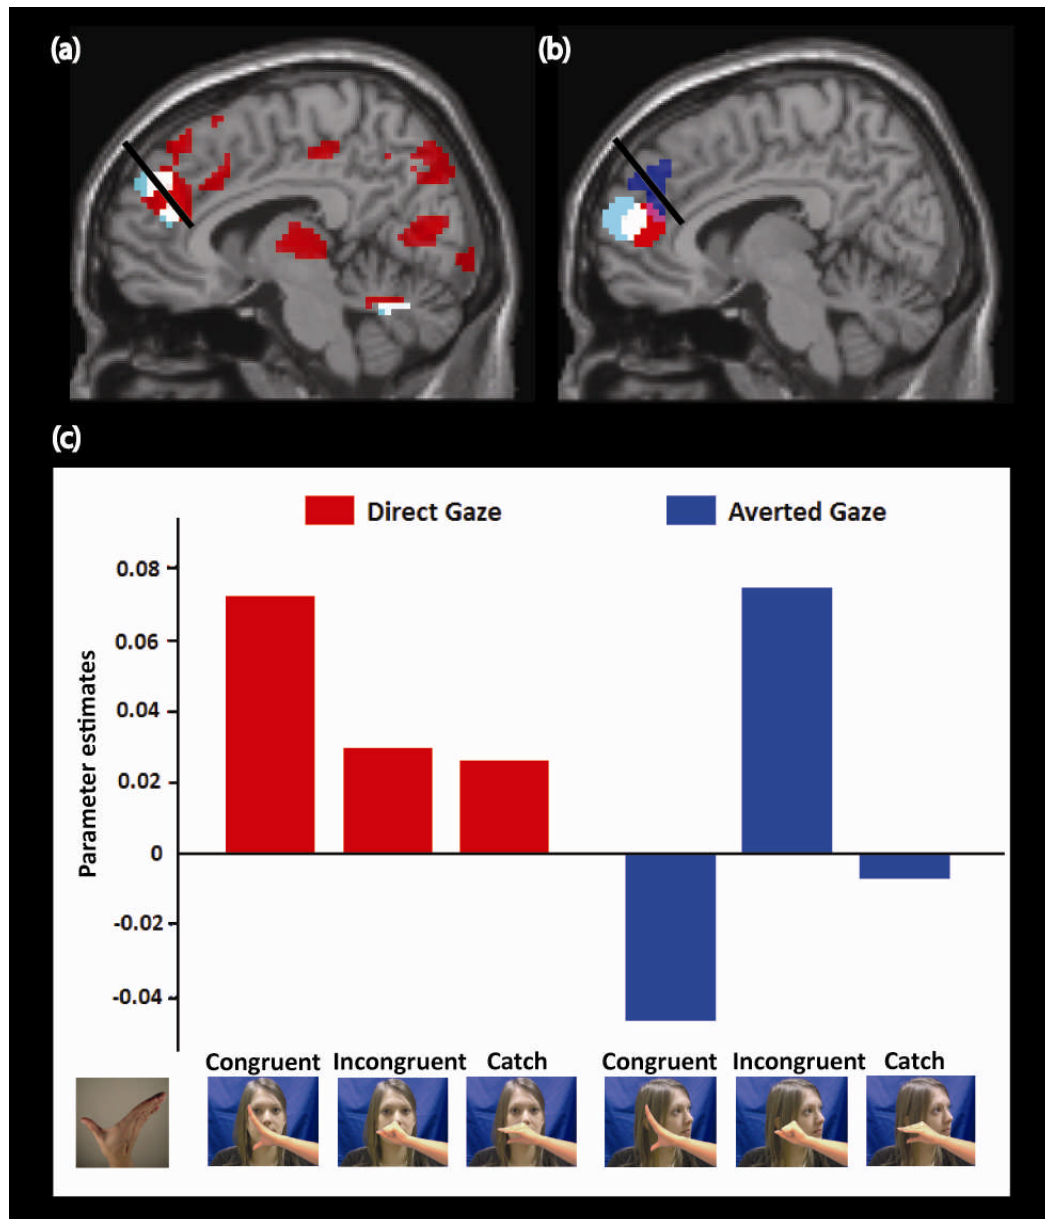 (a)
(b)
(c)
Direct Gaze
Averted Gaze
Parameter estimates
0.08
0.06
0.04
0.02
0
-0.02
-0.04
Congruent
Incongruent
Catch
Congruent
Incongruent
Catch